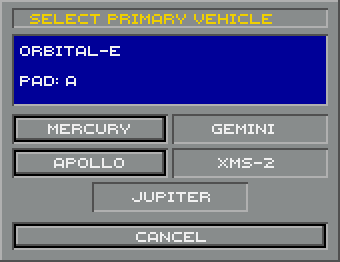 SELECT PRIMARY VEHICLE
ORBITAL-E
PAD: A
MERCURY
GEMINI
APOLLO
XMS-2
JUPITER
CANCEL